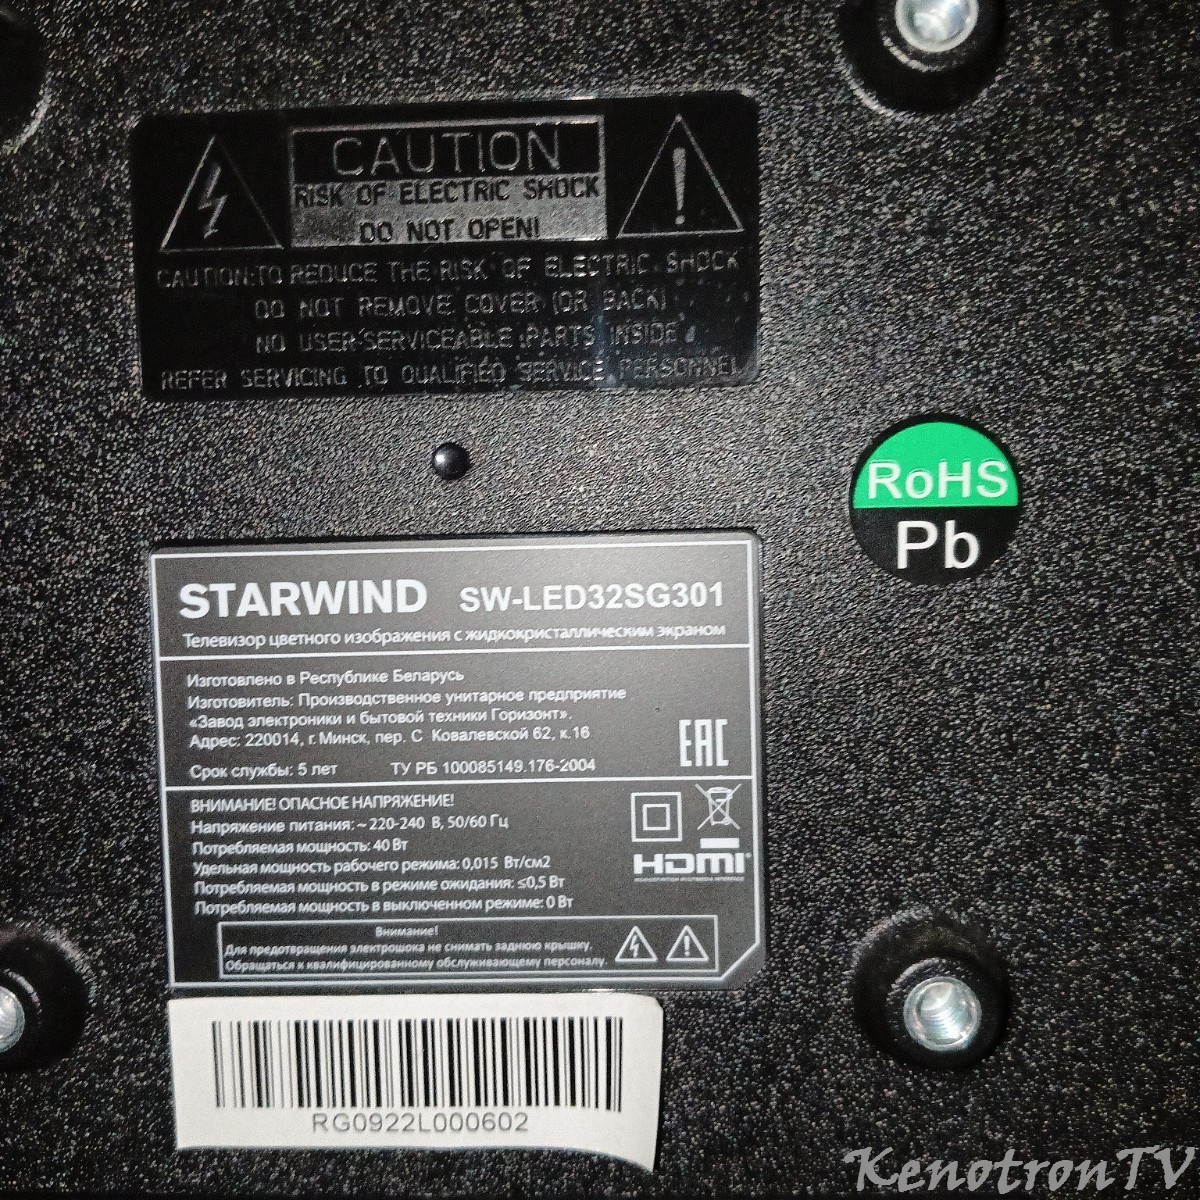 CAUTION
RISK OF ELECTRIC SHOCK
DO NOT OPEN!
CAUTION:TO REDUCE THE RISK OF ELECTRIC SHOCK
DO NOT REMOVE COVER (OR BACK)
NO USER-SERVICEABLE PARTS INSIDE
REFER SERVICING TO QUALIFIED SERVICE PERSONNEL
RoHS
Pb
STARWIND SW-LED32SG301
Телевизор цветного изображения с жидкокристаллическим экраном
Изготовлено в Республике Беларусь
Изготовитель: Производственное унитарное предприятие
«Завод электроники и бытовой техники Горизонт».
Адрес: 220014, г. Минск, пер. С Ковалевской 62, к.16
EAC
Срок службы: 5 лет ТУ РБ 100085149.176-2004
ВНИМАНИЕ! ОПАСНОЕ НАПРЯЖЕНИЕ!
Напряжение питания: ~ 220-240 В, 50/60 Гц
Потребляемая мощность: 40 Вт
Удельная мощность рабочего режима: 0,015 Вт/см2
Потребляемая мощность в режиме ожидания: ≤0,5 Вт
Потребляемая мощность в выключенном режиме: 0 Вт
HDMI
Внимание!
Для предотвращения электрошока не снимать заднюю крышку.
Обращаться к квалифицированному обслуживающему персоналу.
RG0922L000602
KenotronTV